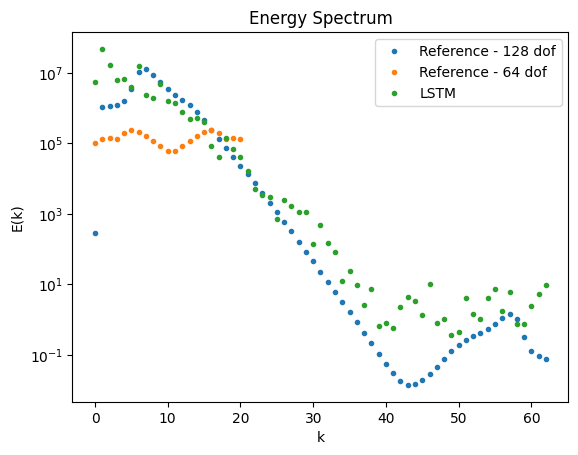 Energy Spectrum
Reference - 128 dof
Reference - 64 dof
LSTM
E(k)
10^7
10^5
10^3
10^1
10^−1
0 10 20 30 40 50 60
k